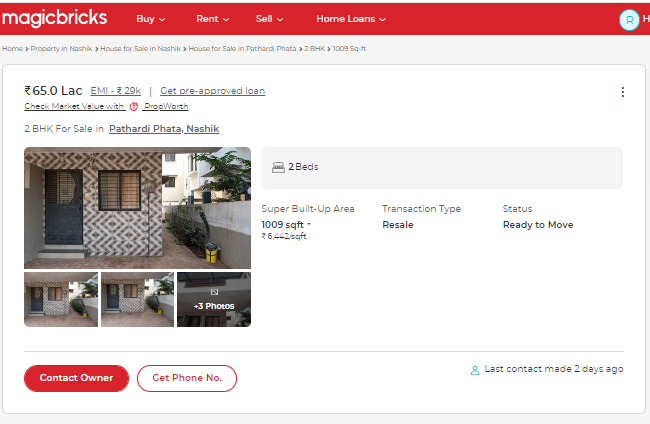 magicbricks Buy Rent Sell Home Loans R H
Home > Property in Nashik > House for Sale in Nashik > House for Sale in Pathardi Phata > 2 BHK > 1009 Sq-ft
₹65.0 Lac EMI - ₹ 29k | Get pre-approved loan
Check Market Value with PropWorth
2 BHK For Sale in Pathardi Phata, Nashik
2 Beds
Super Built-Up Area Transaction Type Status
1009 sqft Resale Ready to Move
₹ 6,442/sqft
+3 Photos
Contact Owner Get Phone No. Last contact made 2 days ago